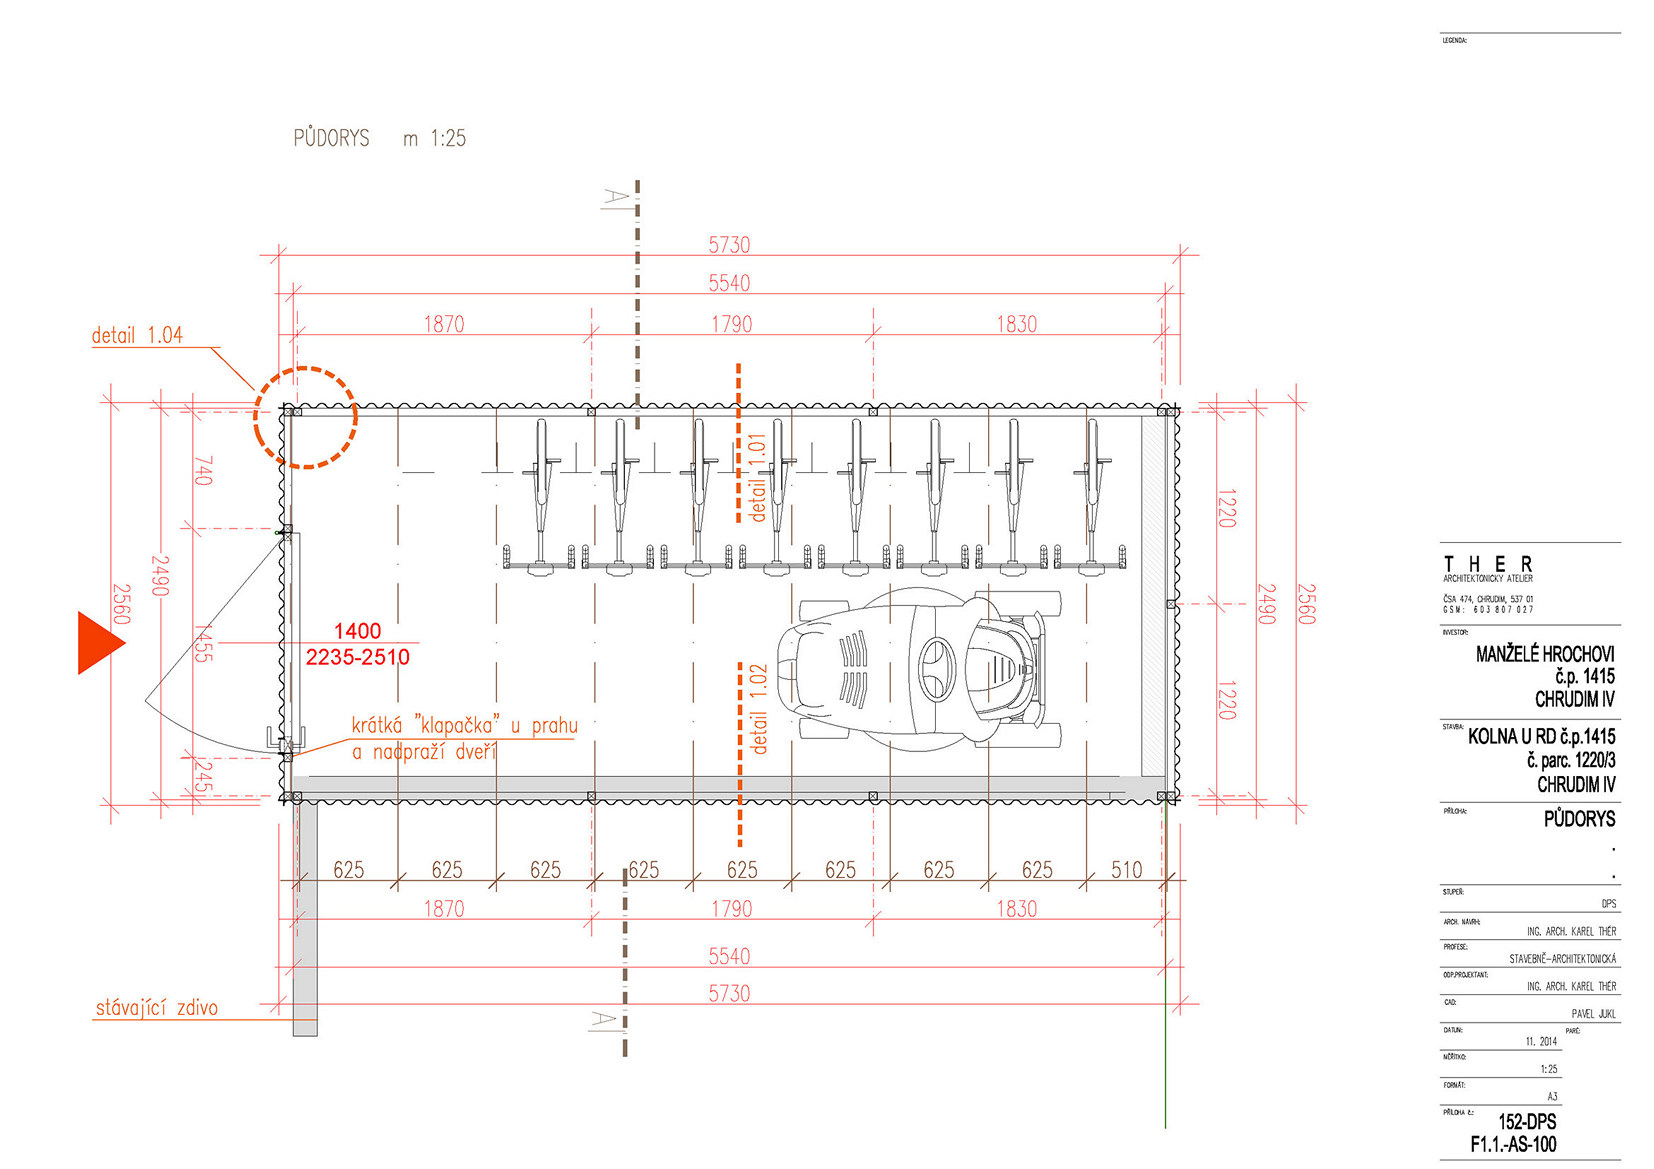 LEGENDA:
PŮDORYS m 1:25
A
5730
5540
1870 1790 1830
detail 1.04
740
2490
2560
1455
245
1400
2235-2510
krátká "klapačka" u prahu
a nadpraží dveří
detail 1.01
detail 1.02
1220
1220
2490
2560
625 625 625 625 625 625 625 625 510
1870 1790 1830
5540
5730
A
stávající zdivo
THER
ARCHITEKTONICKÝ ATELIER
ČSA 474, CHRUDIM, 537 01
GSM: 603 807 027
INVESTOR:
MANŽELÉ HROCHOVI
č.p. 1415
CHRUDIM IV
STAVBA:
KOLNA U RD č.p.1415
č. parc. 1220/3
CHRUDIM IV
PŘÍLOHA:
PŮDORYS
.
.
STUPEŇ:
DPS
ARCH. NÁVRH:
ING. ARCH. KAREL THÉR
PROFESE:
STAVEBNĚ-ARCHITEKTONICKÁ
ODP.PROJEKTANT:
ING. ARCH. KAREL THÉR
CAD:
PAVEL JUKL
DATUM: PARÉ:
11. 2014
MĚŘÍTKO:
1:25
FORMÁT:
A3
PŘÍLOHA č.:
152-DPS
F1.1.-AS-100